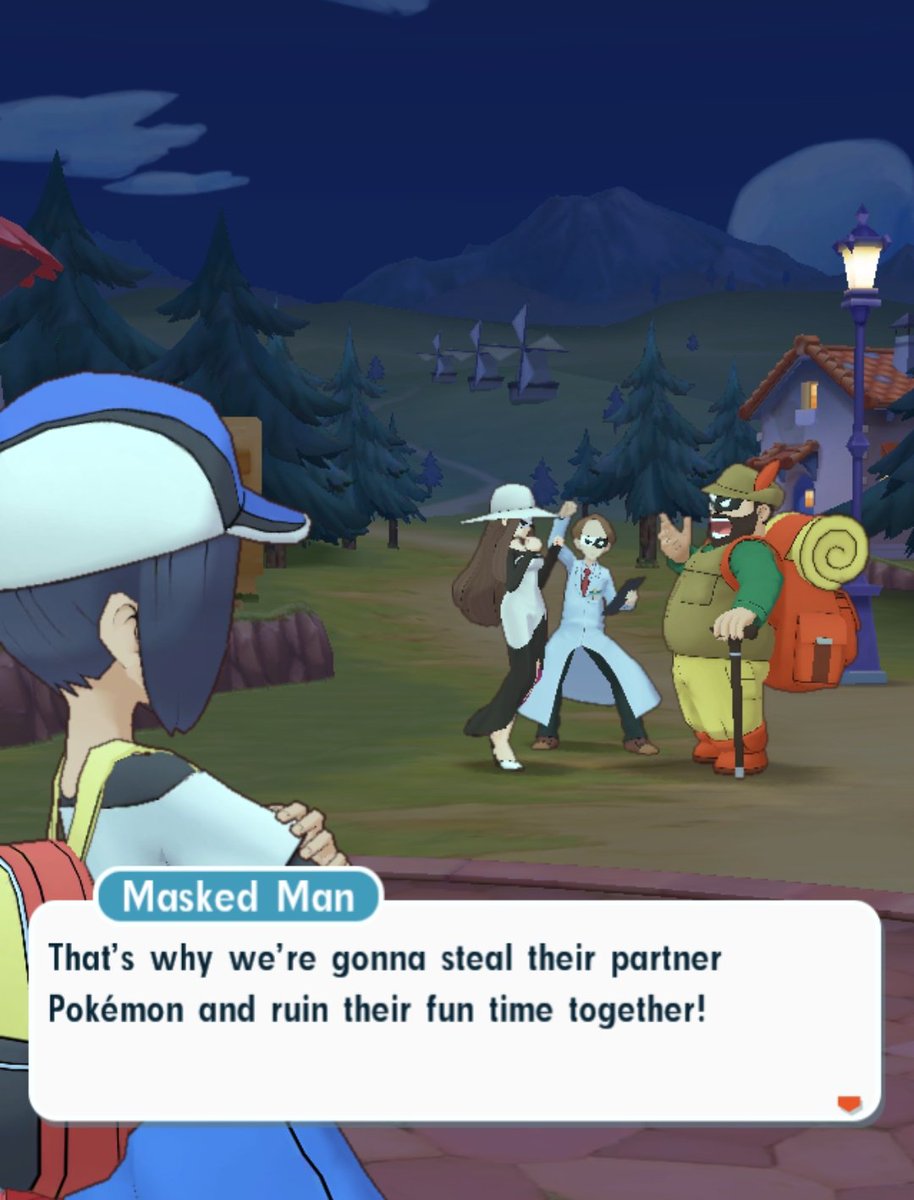 Masked Man
That's why we're gonna steal their partner
Pokémon and ruin their fun time together!